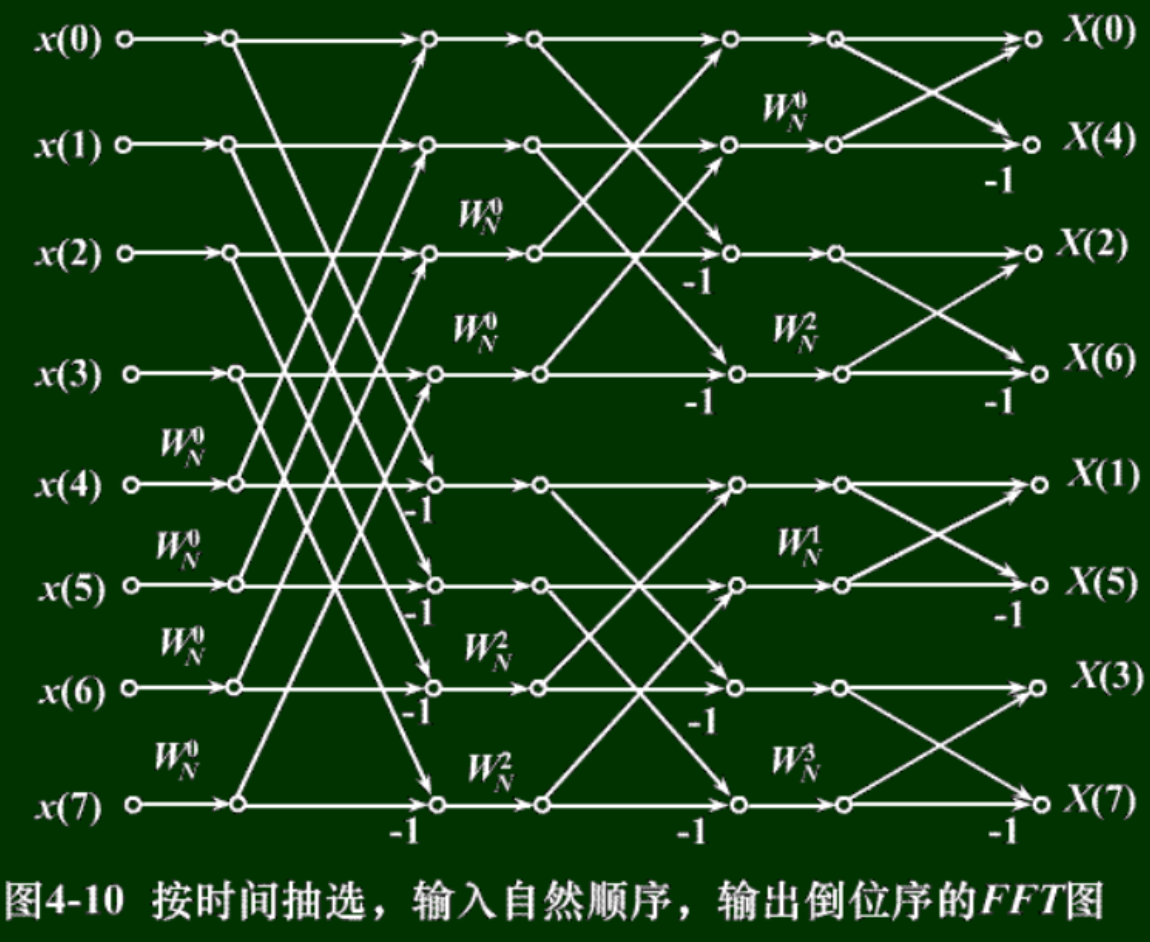 x(0) X(0)
W_N^0
x(1) X(4)
-1
W_N^0
x(2) X(2)
-1
W_N^0 W_N^2
x(3) X(6)
-1 -1
W_N^0
x(4) X(1)
-1
W_N^0 W_N^1
x(5) X(5)
-1 -1
W_N^0 W_N^2
x(6) X(3)
-1 -1
W_N^0 W_N^2 W_N^3
x(7) X(7)
-1 -1 -1
图4-10 按时间抽选，输入自然顺序，输出倒位序的FFT图